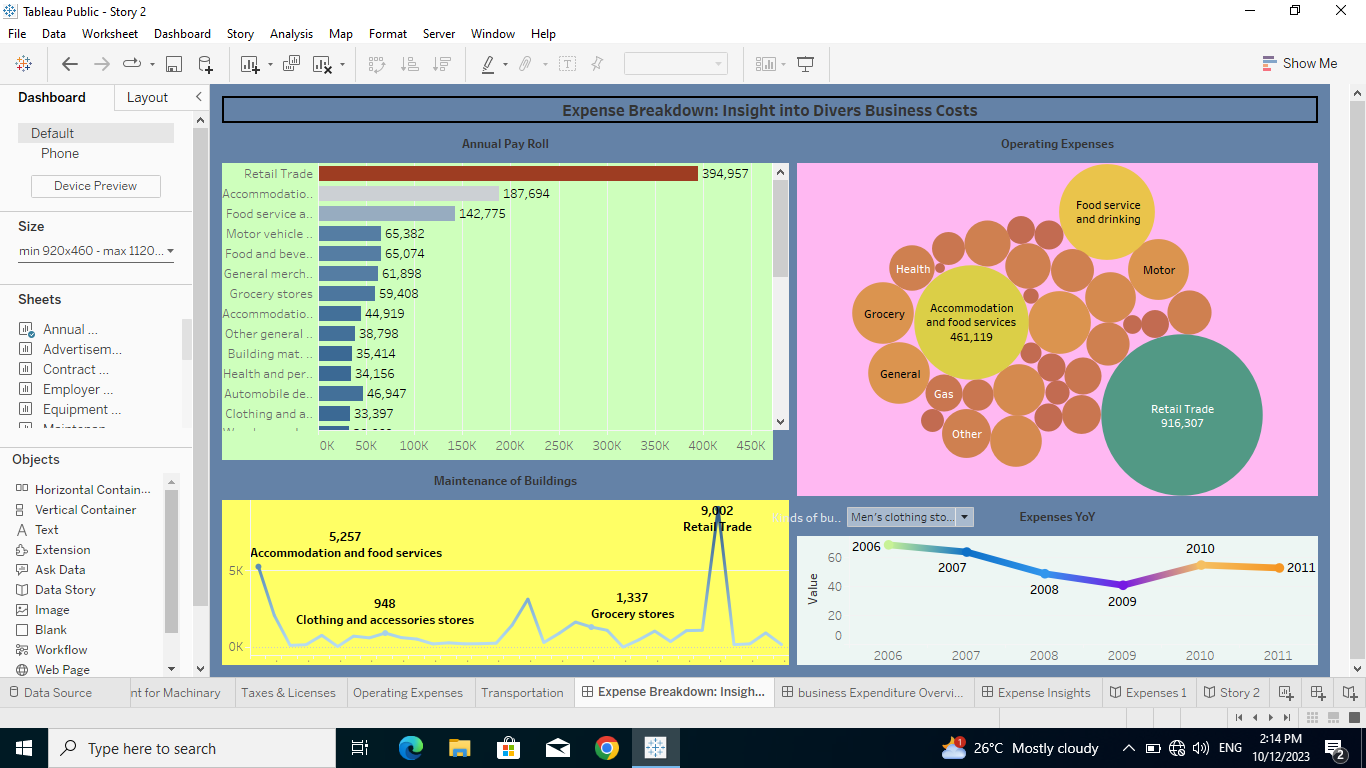 Tableau Public - Story 2
File Data Worksheet Dashboard Story Analysis Map Format Server Window Help
Show Me
Dashboard Layout
Default
Phone
Device Preview
Size
min 920x460 - max 1120...
Sheets
Annual ...
Advertisem...
Contract ...
Employer ...
Equipment ...
Objects
Horizontal Contain...
Vertical Container
Text
Extension
Ask Data
Data Story
Image
Blank
Workflow
Web Page
Expense Breakdown: Insight into Divers Business Costs
Annual Pay Roll
Retail Trade 394,957
Accommodatio.. 187,694
Food service a.. 142,775
Motor vehicle .. 65,382
Food and beve.. 65,074
General merch.. 61,898
Grocery stores 59,408
Accommodatio.. 44,919
Other general .. 38,798
Building mat. .. 35,414
Health and per.. 34,156
Automobile de.. 46,947
Clothing and a.. 33,397
0K 50K 100K 150K 200K 250K 300K 350K 400K 450K
Operating Expenses
Food service
and drinking
Health
Motor
Grocery
Accommodation
and food services
461,119
General
Gas
Other
Retail Trade
916,307
Maintenance of Buildings
5K
0K
5,257
Accommodation and food services
948
Clothing and accessories stores
1,337
Grocery stores
9,002
Retail Trade
Men's clothing sto...
Expenses YoY
Value
60
40
20
0
2006
2007
2008
2009
2010
2011
2006 2007 2008 2009 2010 2011
Data Source nt for Machinary Taxes & Licenses Operating Expenses Transportation Expense Breakdown: Insigh... business Expenditure Overvi... Expense Insights Expenses 1 Story 2
Type here to search
1
26°C Mostly cloudy
ENG
2:14 PM
10/12/2023
2